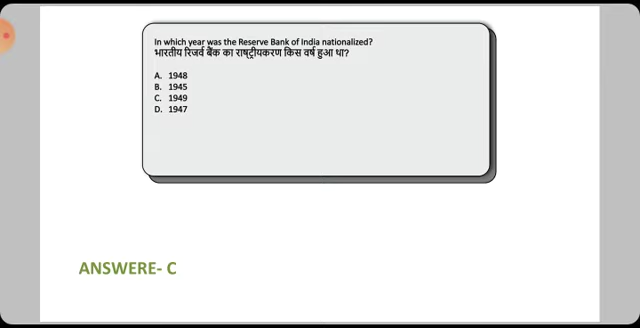 In which year was the Reserve Bank of India nationalized?
भारतीय रिजर्व बैंक का राष्ट्रीयकरण किस वर्ष हुआ था?
A. 1948
B. 1945
C. 1949
D. 1947
ANSWERE- C